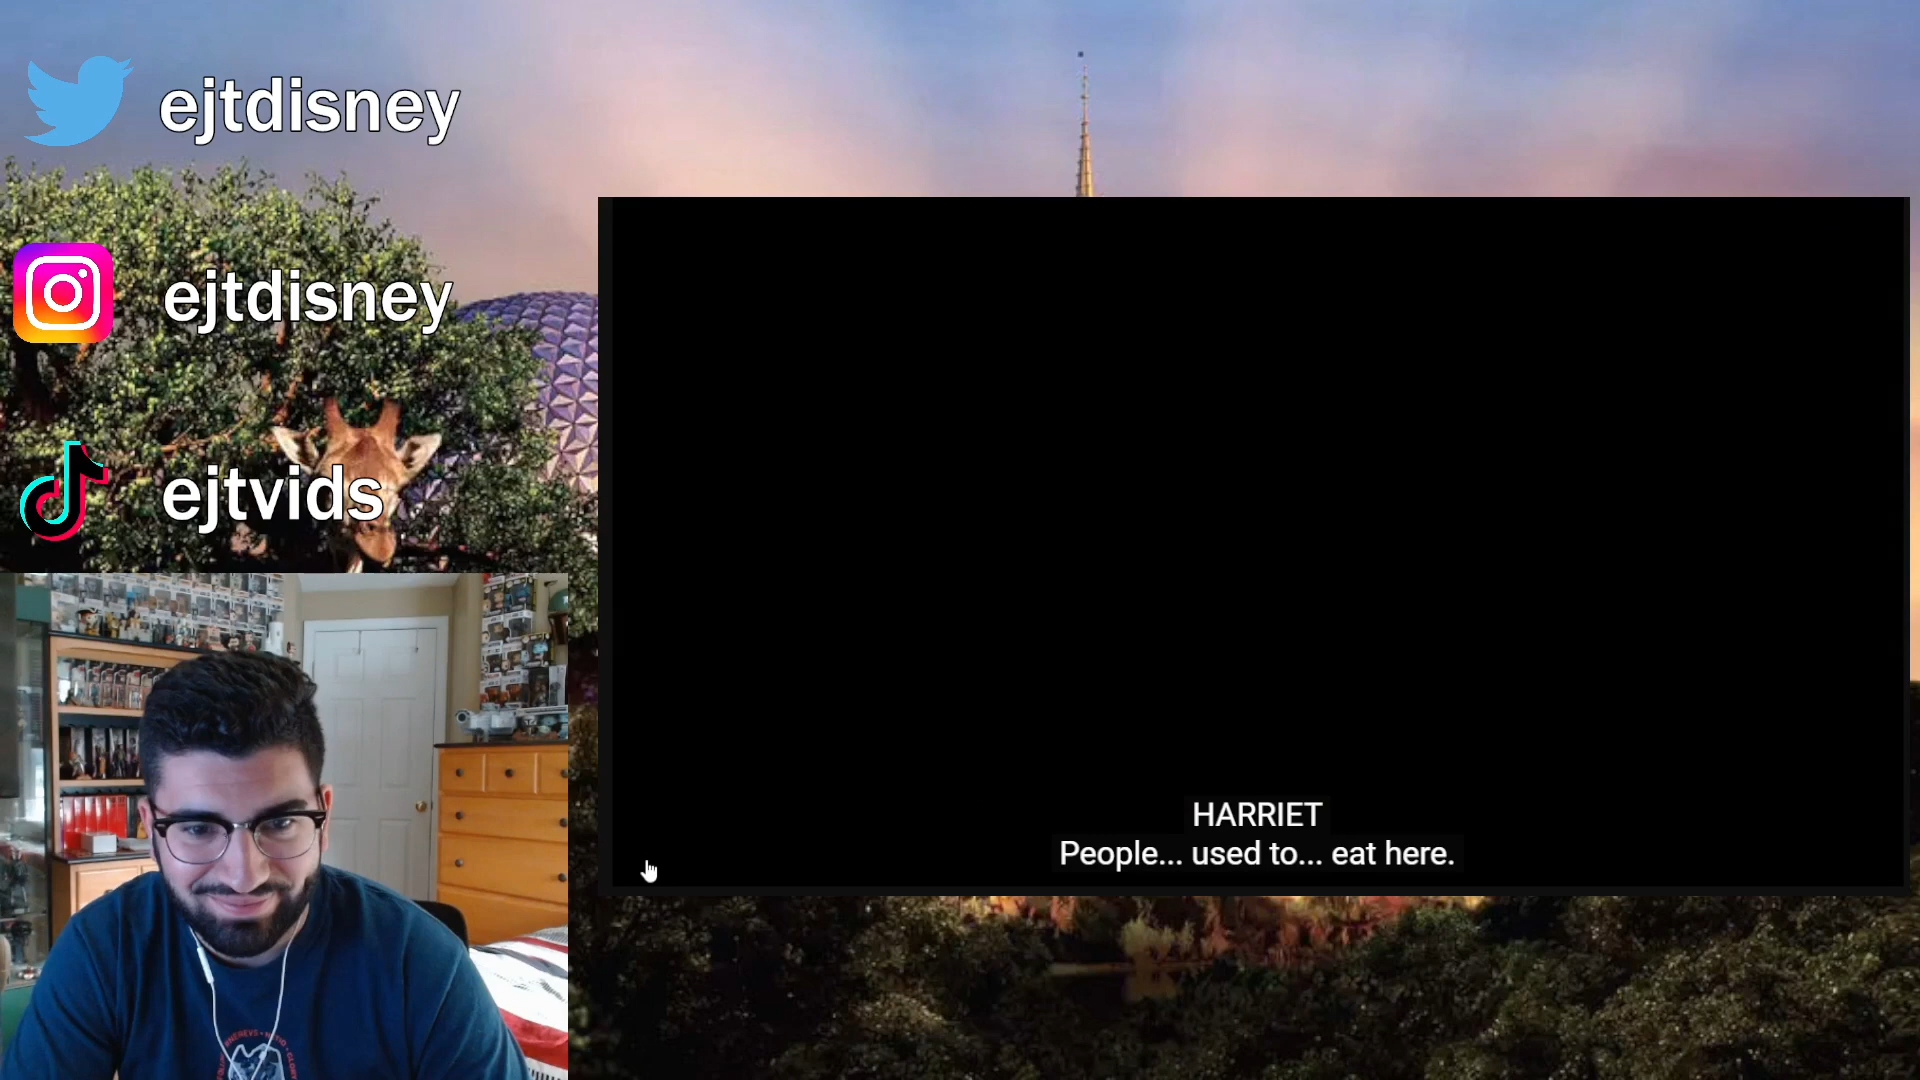 ejtdisney
ejtdisney
ejtvids
HARRIET
People... used to... eat here.